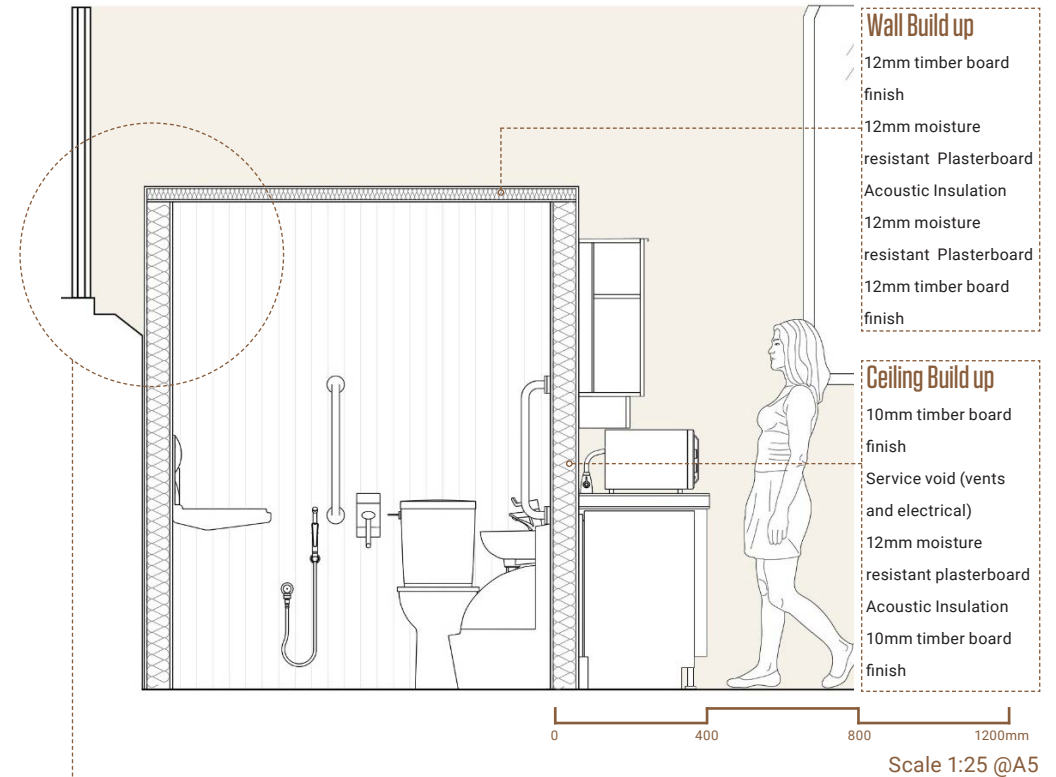 Wall Build up
12mm timber board
finish
12mm moisture
resistant Plasterboard
Acoustic Insulation
12mm moisture
resistant Plasterboard
12mm timber board
finish
Ceiling Build up
10mm timber board
finish
Service void (vents
and electrical)
12mm moisture
resistant plasterboard
Acoustic Insulation
10mm timber board
finish
0 400 800 1200mm
Scale 1:25 @A5